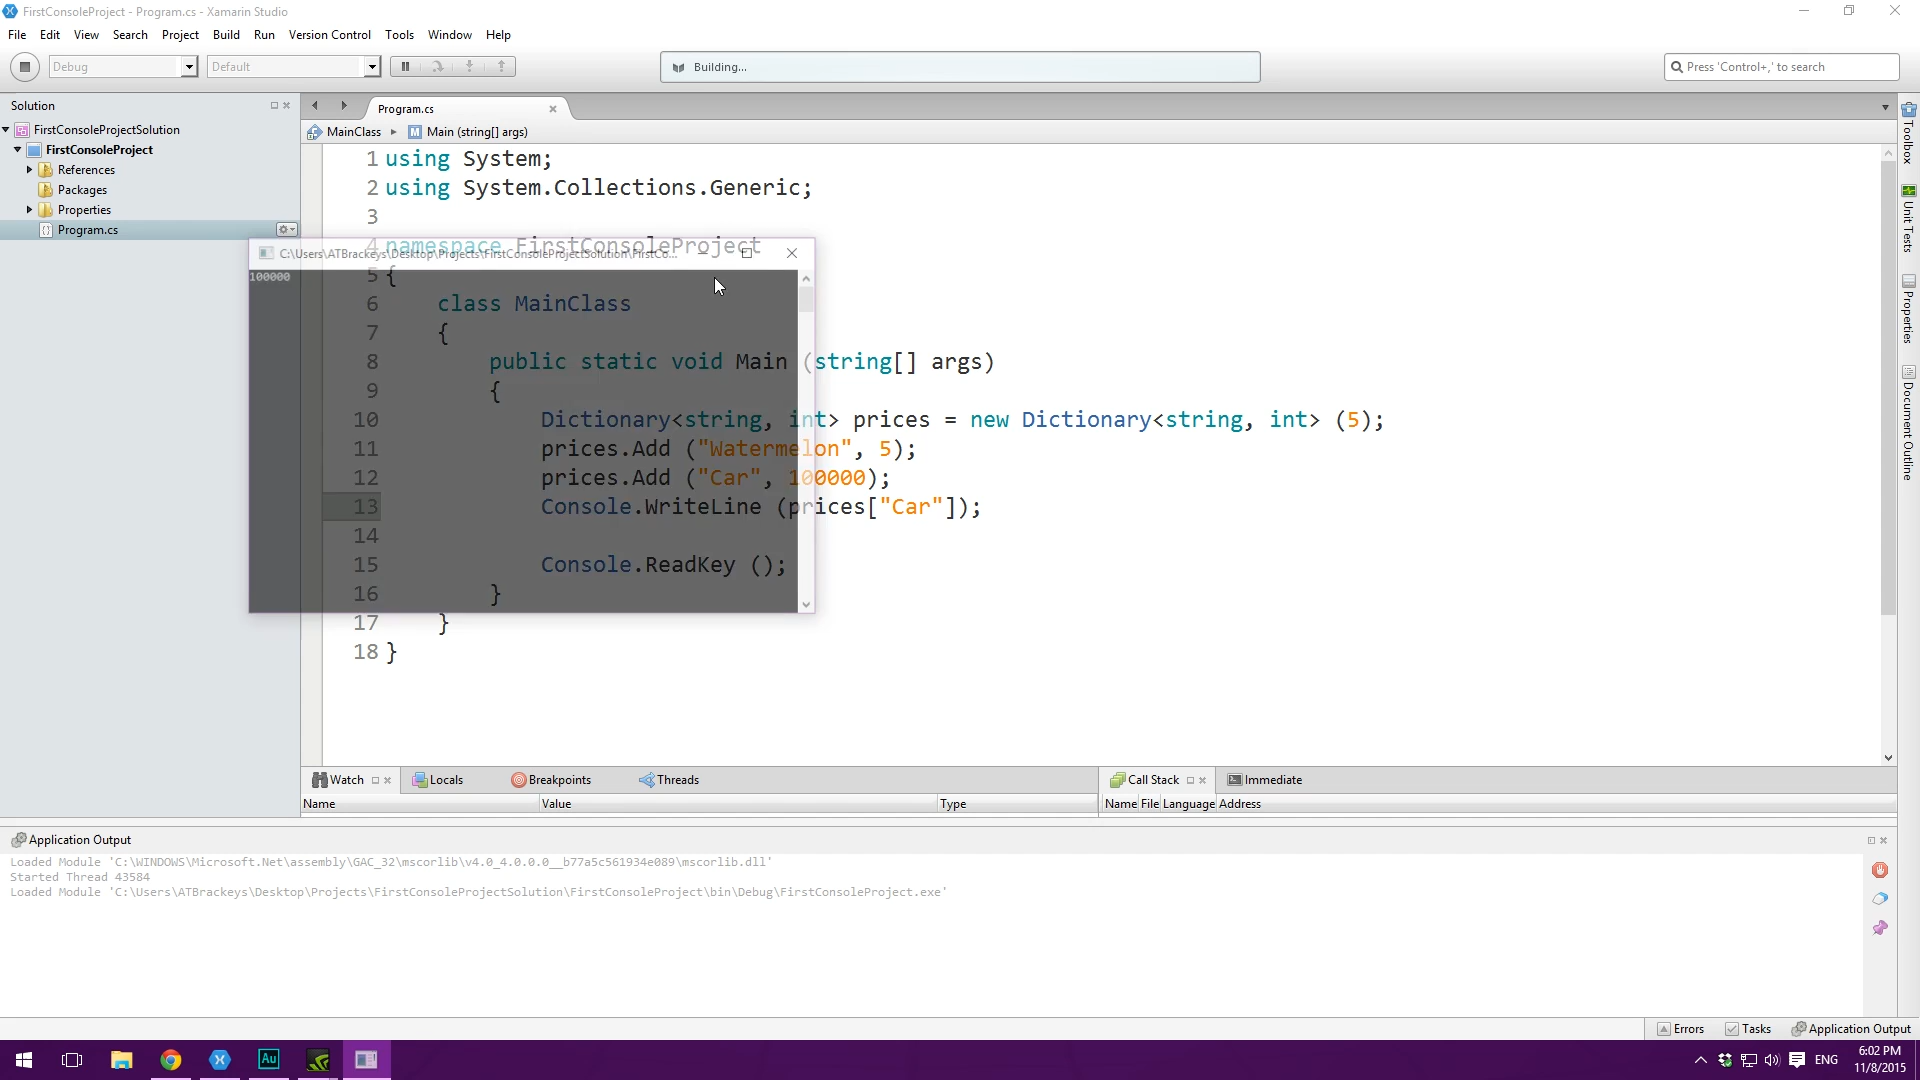 FirstConsoleProject - Program.cs - Xamarin Studio
File Edit View Search Project Build Run Version Control Tools Window Help
Debug Default Building... Press 'Control+,' to search
Solution
FirstConsoleProjectSolution
FirstConsoleProject
References
Packages
Properties
Program.cs
Program.cs
MainClass Main (string[] args)
1 using System;
2 using System.Collections.Generic;
3
4 namespace FirstConsoleProject
C:\Users\ATBrackeys\Desktop\Projects\FirstConsoleProjectSolution\FirstCo...
100000
5 {
6 class MainClass
7 {
8 public static void Main (string[] args)
9 {
10 Dictionary<string, int> prices = new Dictionary<string, int> (5);
11 prices.Add ("Watermelon", 5);
12 prices.Add ("Car", 100000);
13 Console.WriteLine (prices["Car"]);
14
15 Console.ReadKey ();
16 }
17 }
18 }
Toolbox
Unit Tests
Properties
Document Outline
Watch Locals Breakpoints Threads Call Stack Immediate
Name Value Type Name File Language Address
Application Output
Loaded Module 'C:\WINDOWS\Microsoft.Net\assembly\GAC_32\mscorlib\v4.0_4.0.0.0__b77a5c561934e089\mscorlib.dll'
Started Thread 43584
Loaded Module 'C:\Users\ATBrackeys\Desktop\Projects\FirstConsoleProjectSolution\FirstConsoleProject\bin\Debug\FirstConsoleProject.exe'
Errors Tasks Application Output
Au
ENG
6:02 PM
11/8/2015